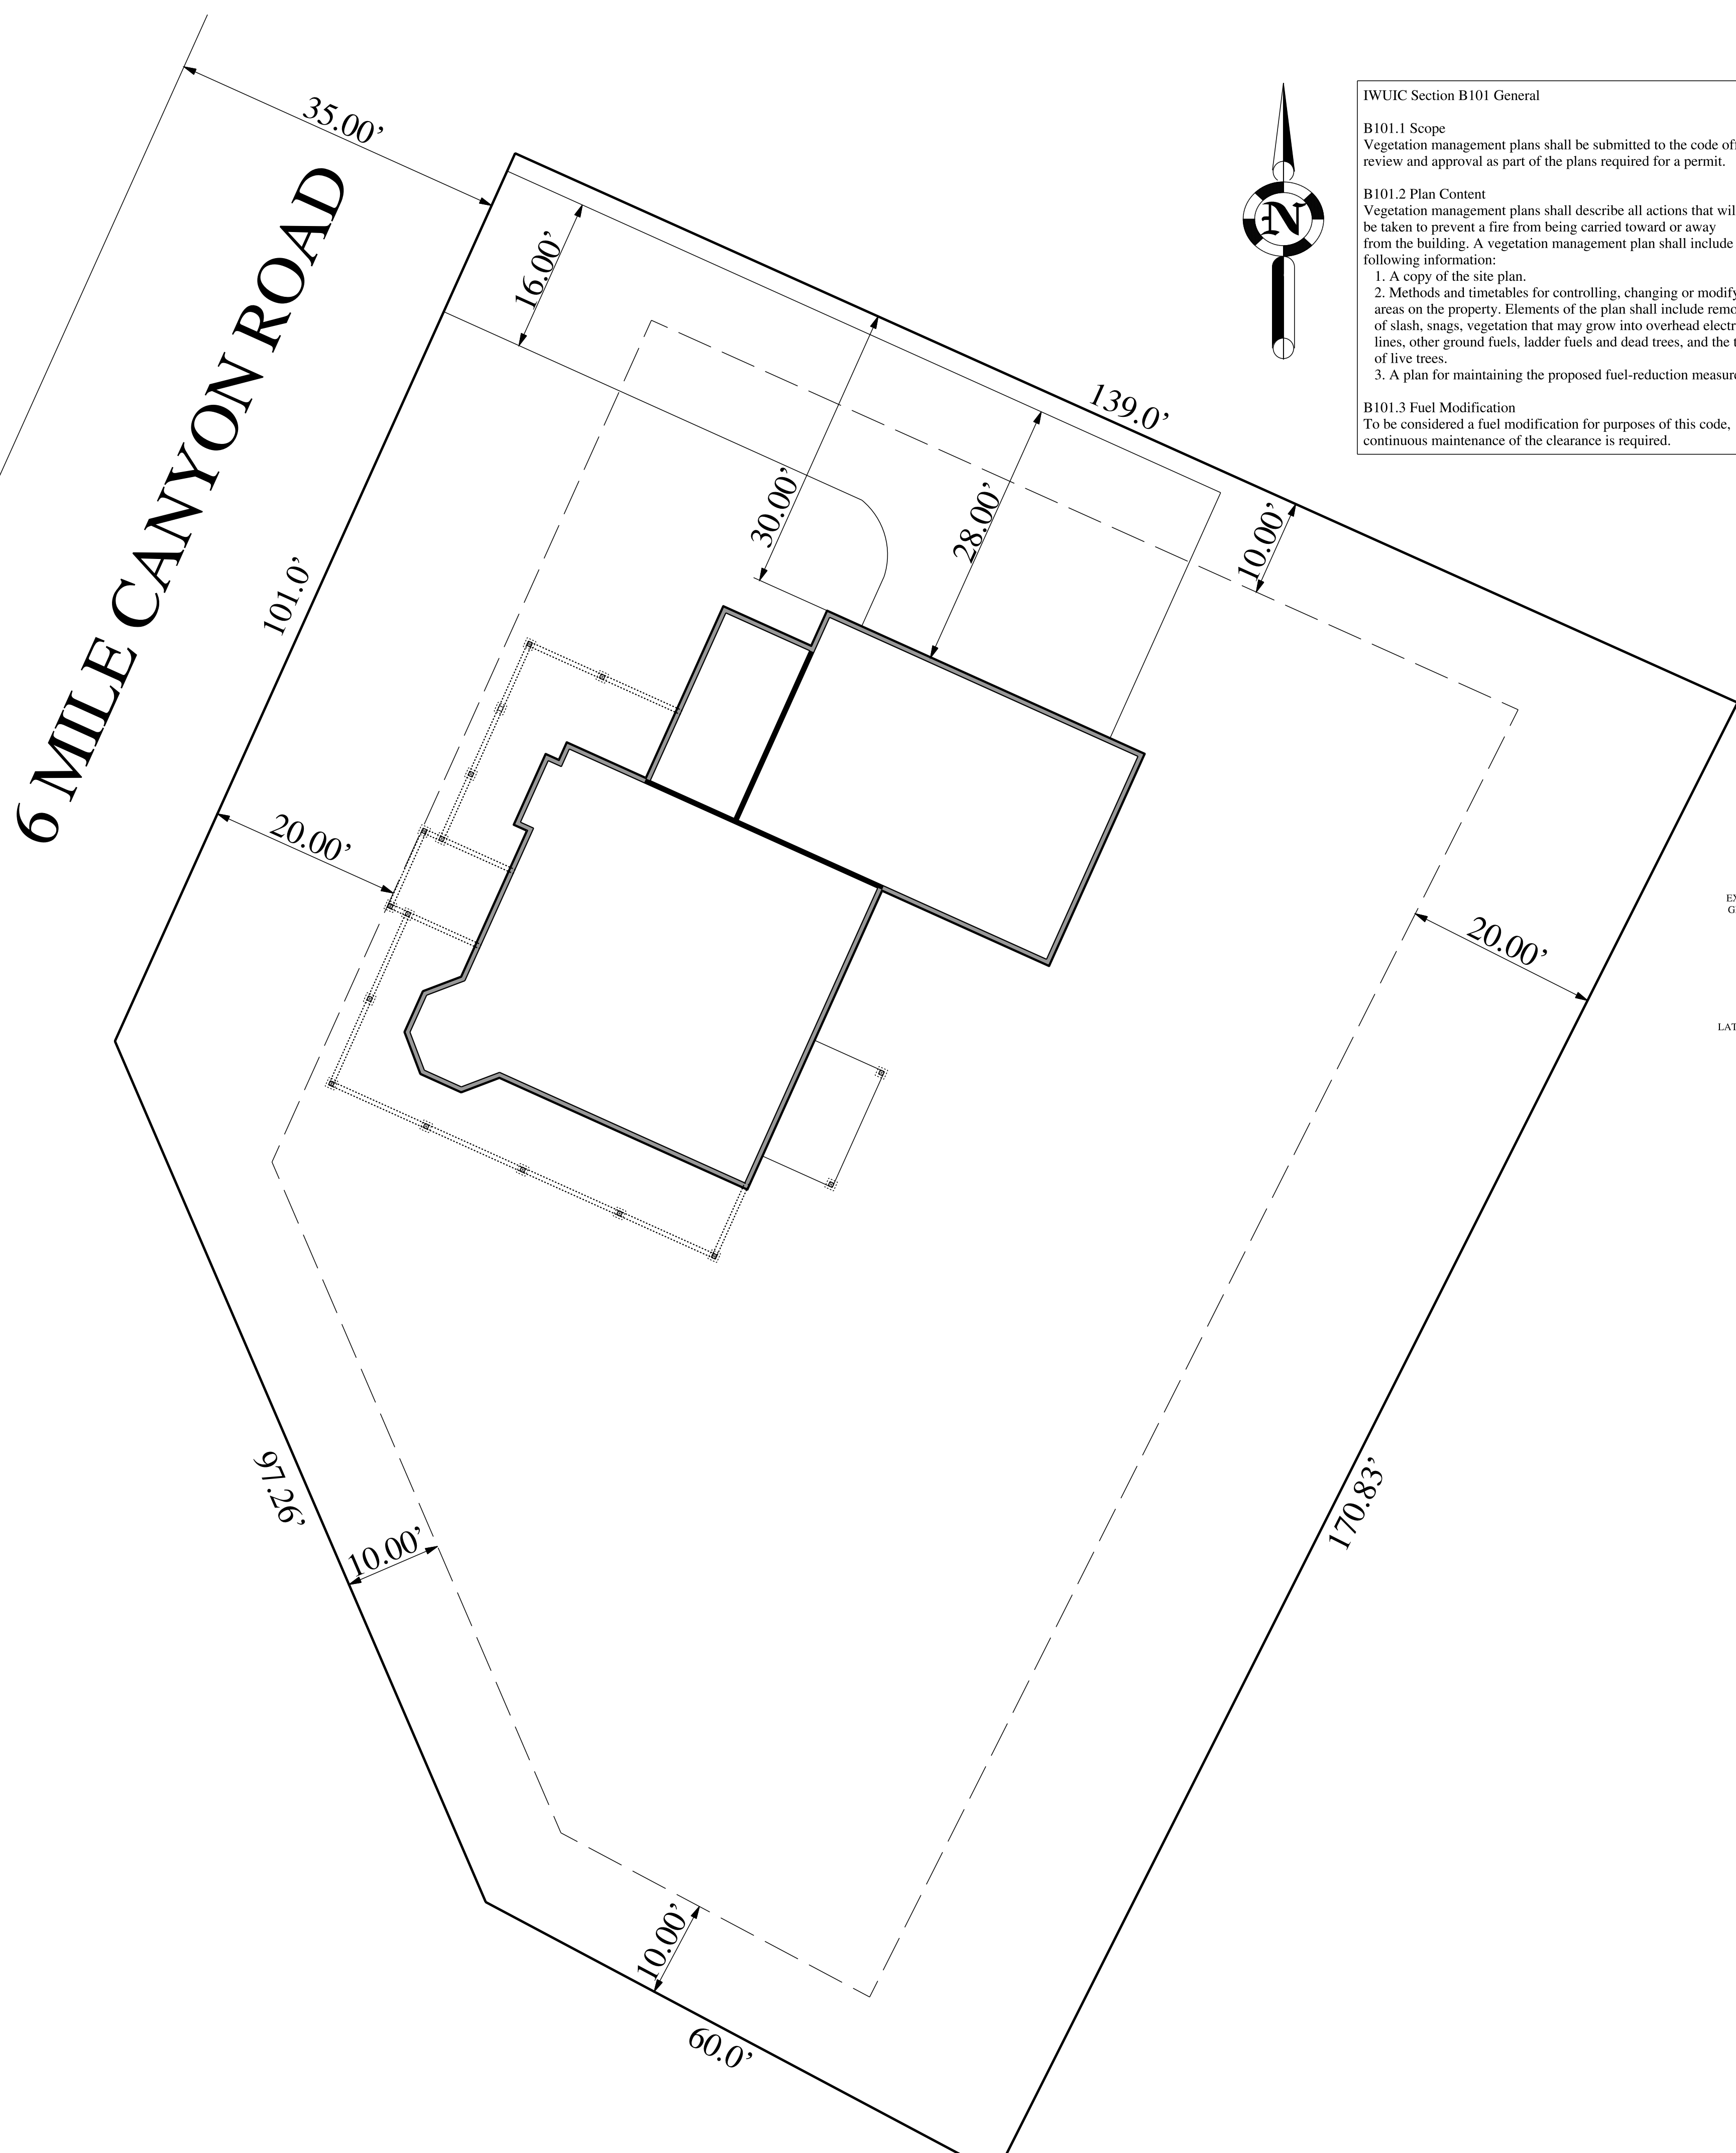 35.00’
6 MILE CANYON ROAD
16.00’
139.0’
30.00’
28.00’
10.00’
101.0’
20.00’
20.00’
97.26’
10.00’
170.83’
10.00’
60.0’
N
IWUIC Section B101 General
B101.1 Scope
Vegetation management plans shall be submitted to the code
review and approval as part of the plans required for a permit.
B101.2 Plan Content
Vegetation management plans shall describe all actions that wil
be taken to prevent a fire from being carried toward or away
from the building. A vegetation management plan shall include
following information:
1. A copy of the site plan.
2. Methods and timetables for controlling, changing or modify
areas on the property. Elements of the plan shall include remo
of slash, snags, vegetation that may grow into overhead electr
lines, other ground fuels, ladder fuels and dead trees, and the t
of live trees.
3. A plan for maintaining the proposed fuel-reduction measure
B101.3 Fuel Modification
To be considered a fuel modification for purposes of this code,
continuous maintenance of the clearance is required.
LAT